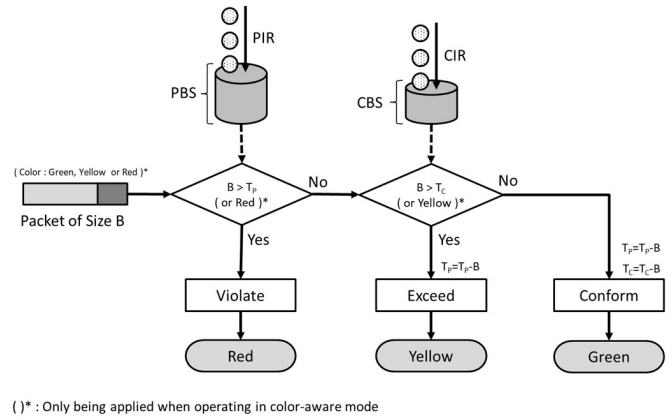 PIR
CIR
PBS
CBS
( Color : Green, Yellow or Red )*
Packet of Size B
B > TP
( or Red )*
No
B > TC
( or Yellow )*
No
Yes
Yes
TP=TP-B
TP=TP-B
TC=TC-B
Violate
Exceed
Conform
Red
Yellow
Green
( )* : Only being applied when operating in color-aware mode